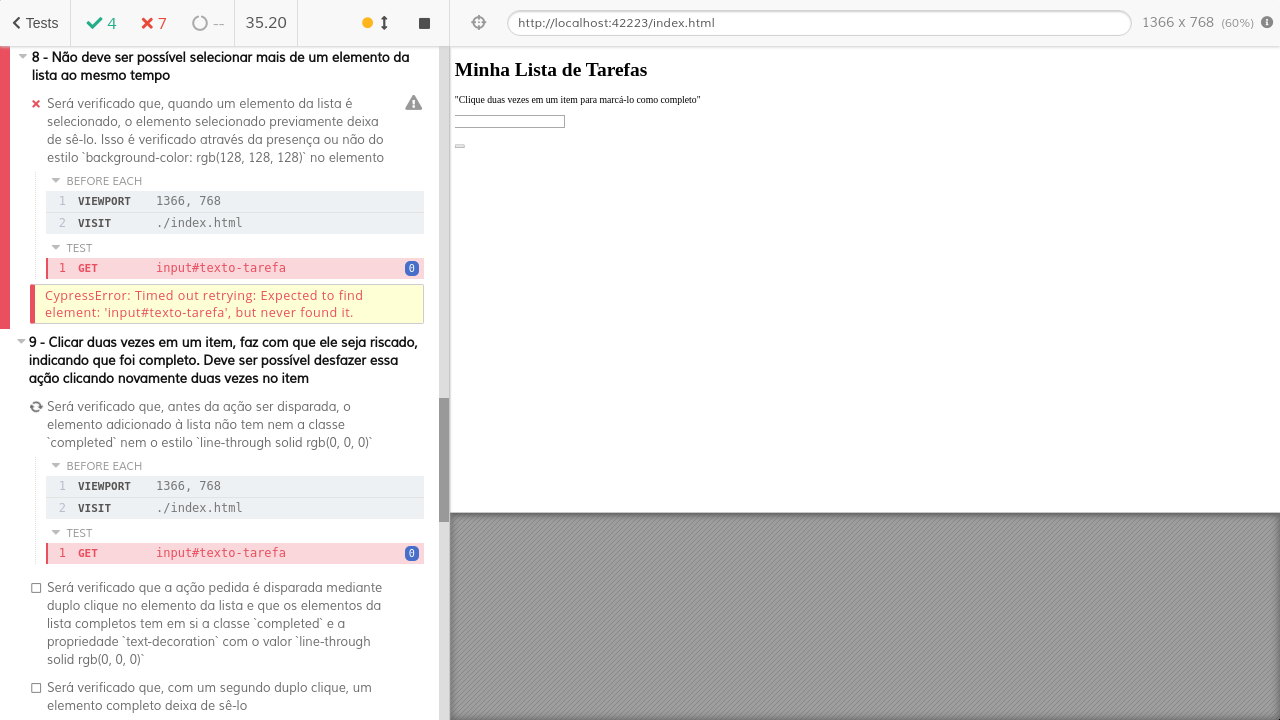 Tests
4
7
--
35.20
http://localhost:42223/index.html
1366 x 768 (60%)
8 - Não deve ser possível selecionar mais de um elemento da
lista ao mesmo tempo
Será verificado que, quando um elemento da lista é
selecionado, o elemento selecionado previamente deixa
de sê-lo. Isso é verificado através da presença ou não do
estilo `background-color: rgb(128, 128, 128)` no elemento
BEFORE EACH
1 VIEWPORT 1366, 768
2 VISIT ./index.html
TEST
1 GET input#texto-tarefa 0
CypressError: Timed out retrying: Expected to find
element: 'input#texto-tarefa', but never found it.
9 - Clicar duas vezes em um item, faz com que ele seja riscado,
indicando que foi completo. Deve ser possível desfazer essa
ação clicando novamente duas vezes no item
Será verificado que, antes da ação ser disparada, o
elemento adicionado à lista não tem nem a classe
`completed` nem o estilo `line-through solid rgb(0, 0, 0)`
BEFORE EACH
1 VIEWPORT 1366, 768
2 VISIT ./index.html
TEST
1 GET input#texto-tarefa 0
Será verificado que a ação pedida é disparada mediante
duplo clique no elemento da lista e que os elementos da
lista completos tem em si a classe `completed` e a
propriedade `text-decoration` com o valor `line-through
solid rgb(0, 0, 0)`
Será verificado que, com um segundo duplo clique, um
elemento completo deixa de sê-lo
Minha Lista de Tarefas
"Clique duas vezes em um item para marcá-lo como completo"